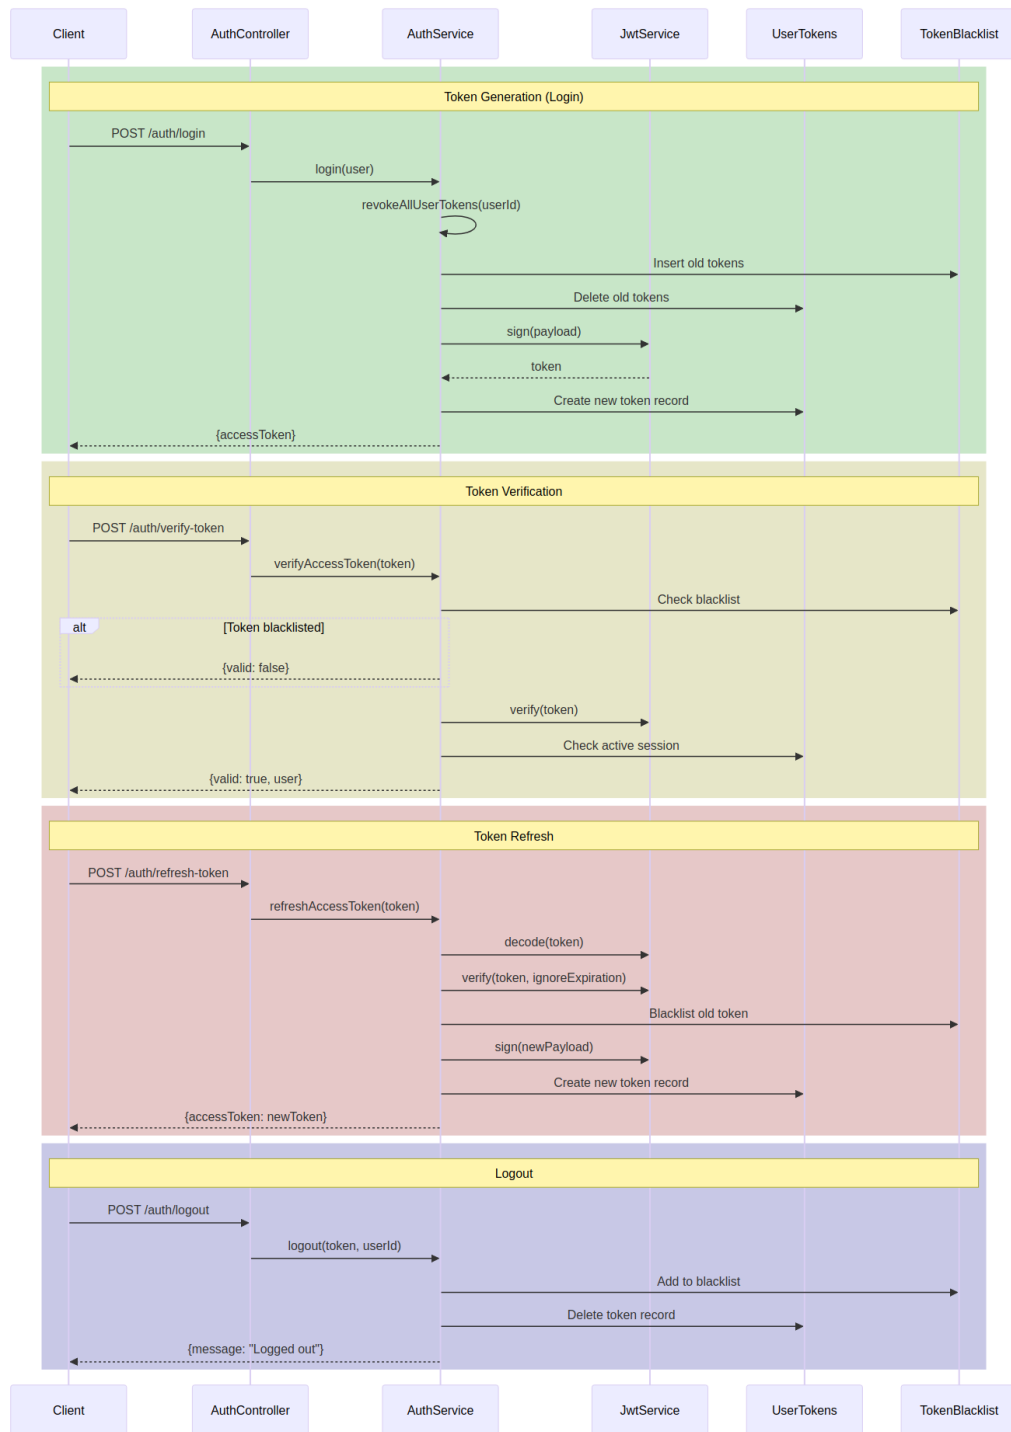 Client
AuthController
AuthService
JwtService
UserTokens
TokenBlacklist
Token Generation (Login)
POST /auth/login
login(user)
revokeAllUserTokens(userId)
Insert old tokens
Delete old tokens
sign(payload)
token
Create new token record
{accessToken}
Token Verification
POST /auth/verify-token
verifyAccessToken(token)
Check blacklist
alt
[Token blacklisted]
{valid: false}
verify(token)
Check active session
{valid: true, user}
Token Refresh
POST /auth/refresh-token
refreshAccessToken(token)
decode(token)
verify(token, ignoreExpiration)
Blacklist old token
sign(newPayload)
Create new token record
{accessToken: newToken}
Logout
POST /auth/logout
logout(token, userId)
Add to blacklist
Delete token record
{message: "Logged out"}
Client
AuthController
AuthService
JwtService
UserTokens
TokenBlacklist